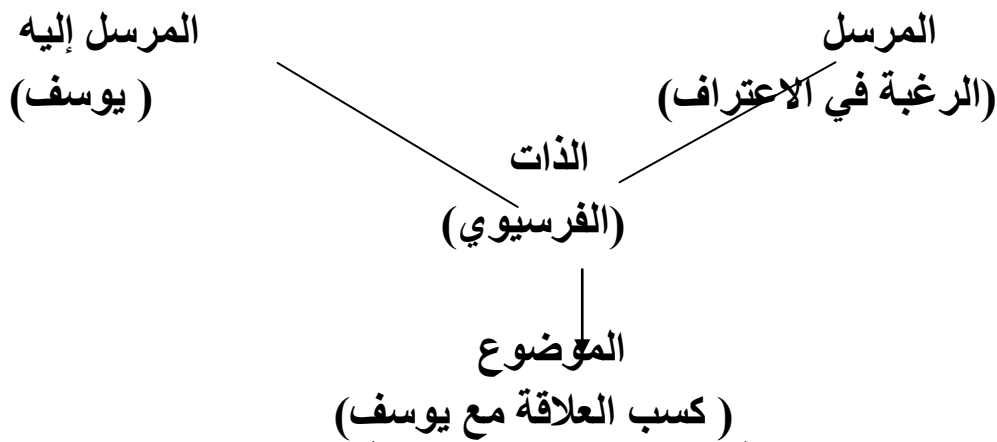 المرسل
المرسل إليه
(الرغبة في الاعتراف)
( يوسف)
الذات
(الفرسيوي)
الموضوع
( كسب العلاقة مع يوسف)